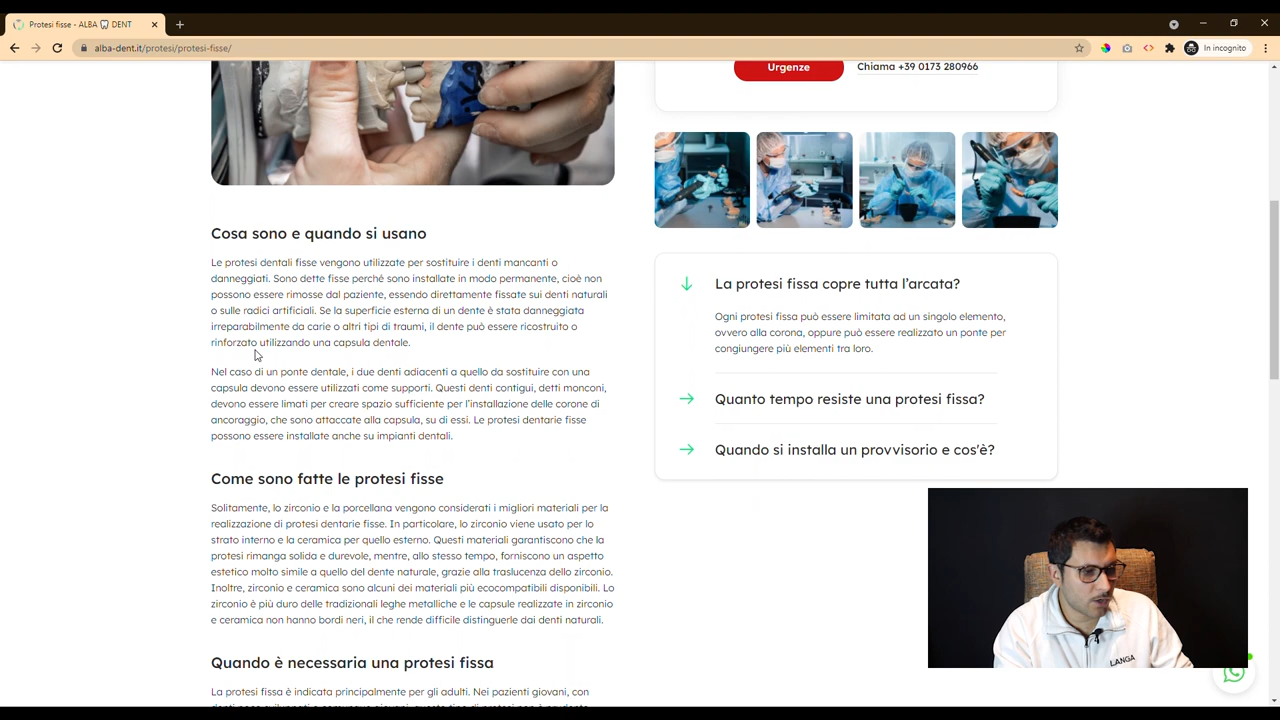 Protesi fisse - ALBA 🦷 DENT
alba-dent.it/protesi/protesi-fisse/
In incognito
Urgenze
Chiama +39 0173 280966
Cosa sono e quando si usano
Le protesi dentali fisse vengono utilizzate per sostituire i denti mancanti o
danneggiati. Sono dette fisse perché sono installate in modo permanente, cioè non
possono essere rimosse dal paziente, essendo direttamente fissate sui denti naturali
o sulle radici artificiali. Se la superficie esterna di un dente è stata danneggiata
irreparabilmente da carie o altri tipi di traumi, il dente può essere ricostruito o
rinforzato utilizzando una capsula dentale.
Nel caso di un ponte dentale, i due denti adiacenti a quello da sostituire con una
capsula devono essere utilizzati come supporti. Questi denti contigui, detti monconi,
devono essere limati per creare spazio sufficiente per l'installazione delle corone di
ancoraggio, che sono attaccate alla capsula, su di essi. Le protesi dentarie fisse
possono essere installate anche su impianti dentali.
Come sono fatte le protesi fisse
Solitamente, lo zirconio e la porcellana vengono considerati i migliori materiali per la
realizzazione di protesi dentarie fisse. In particolare, lo zirconio viene usato per lo
strato interno e la ceramica per quello esterno. Questi materiali garantiscono che la
protesi rimanga solida e durevole, mentre, allo stesso tempo, forniscono un aspetto
estetico molto simile a quello del dente naturale, grazie alla traslucenza dello zirconio.
Inoltre, zirconio e ceramica sono alcuni dei materiali più ecocompatibili disponibili. Lo
zirconio è più duro delle tradizionali leghe metalliche e le capsule realizzate in zirconio
e ceramica non hanno bordi neri, il che rende difficile distinguerle dai denti naturali.
Quando è necessaria una protesi fissa
La protesi fissa è indicata principalmente per gli adulti. Nei pazienti giovani, con
La protesi fissa copre tutta l'arcata?
Ogni protesi fissa può essere limitata ad un singolo elemento,
ovvero alla corona, oppure può essere realizzato un ponte per
congiungere più elementi tra loro.
Quanto tempo resiste una protesi fissa?
Quando si installa un provvisorio e cos'è?
LANGA